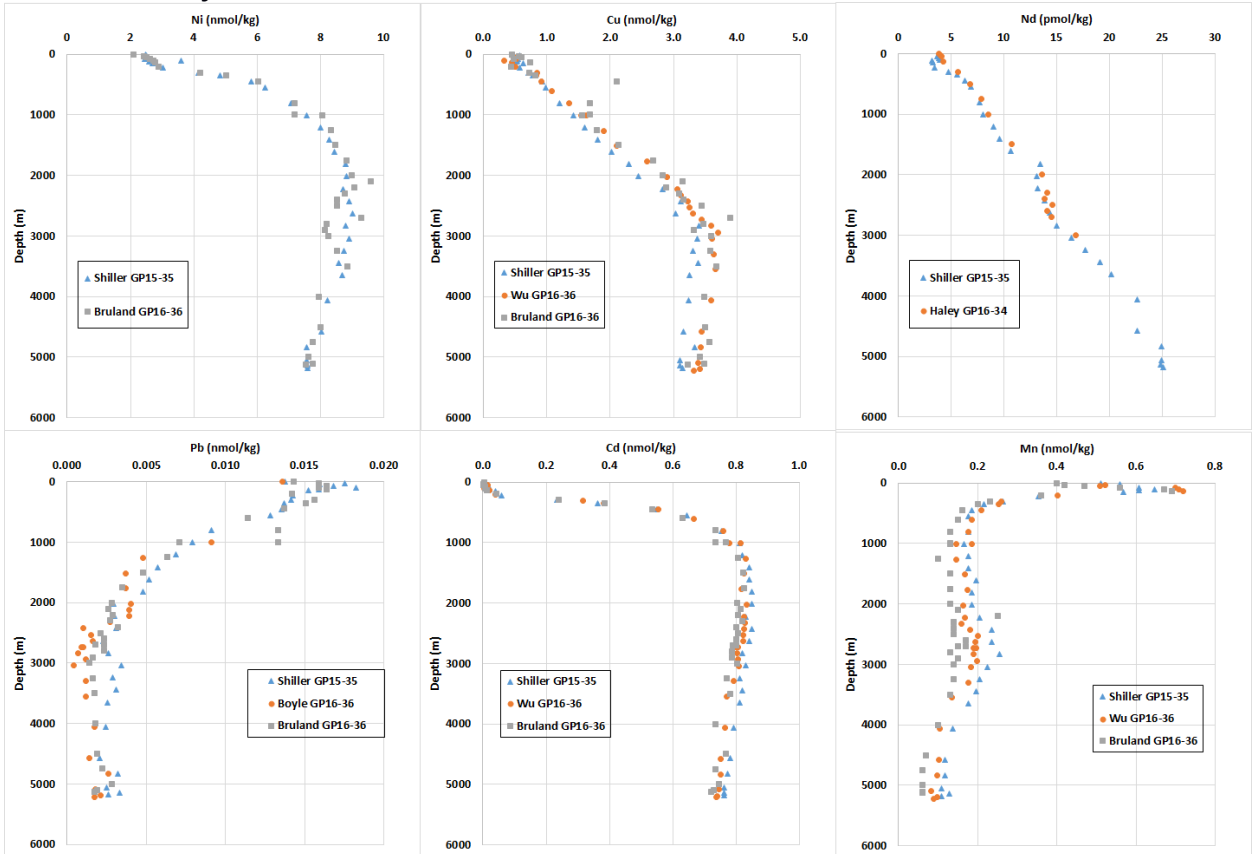 Ni (nmol/kg)
0 2 4 6 8 10
0
1000
2000
3000
4000
5000
6000
Depth (m)
Shiller GP15-35
Bruland GP16-36
Cu (nmol/kg)
0.0 1.0 2.0 3.0 4.0 5.0
0
1000
2000
3000
4000
5000
6000
Depth (m)
Shiller GP15-35
Wu GP16-36
Bruland GP16-36
Nd (pmol/kg)
0 5 10 15 20 25 30
0
1000
2000
3000
4000
5000
6000
Depth (m)
Shiller GP15-35
Haley GP16-34
Pb (nmol/kg)
0.000 0.005 0.010 0.015 0.020
0
1000
2000
3000
4000
5000
6000
Depth (m)
Shiller GP15-35
Boyle GP16-36
Bruland GP16-36
Cd (nmol/kg)
0.0 0.2 0.4 0.6 0.8 1.0
0
1000
2000
3000
4000
5000
6000
Depth (m)
Shiller GP15-35
Wu GP16-36
Bruland GP16-36
Mn (nmol/kg)
0.0 0.2 0.4 0.6 0.8
0
1000
2000
3000
4000
5000
6000
Depth (m)
Shiller GP15-35
Wu GP16-36
Bruland GP16-36